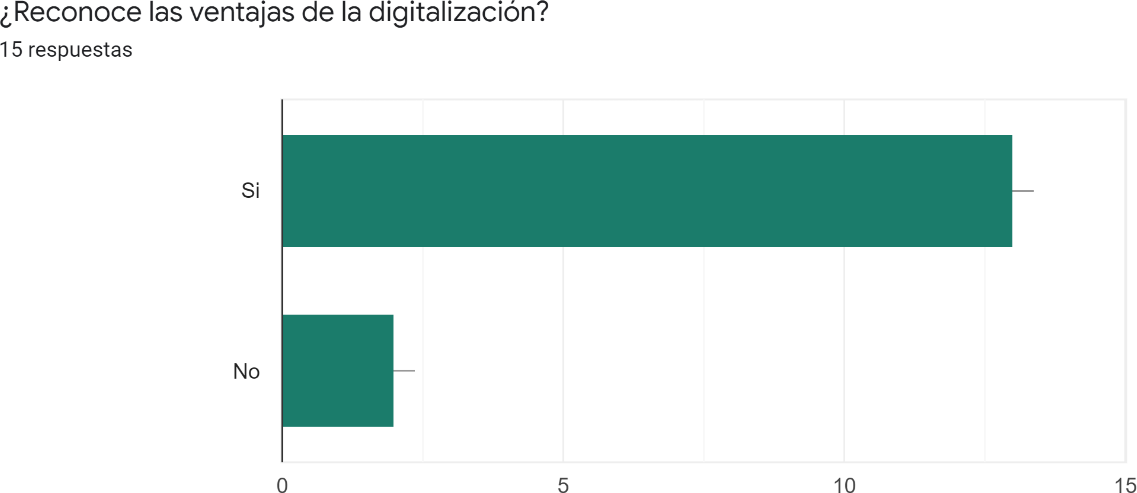 ¿Reconoce las ventajas de la digitalización?
15 respuestas
Si
No
0 5 10 15